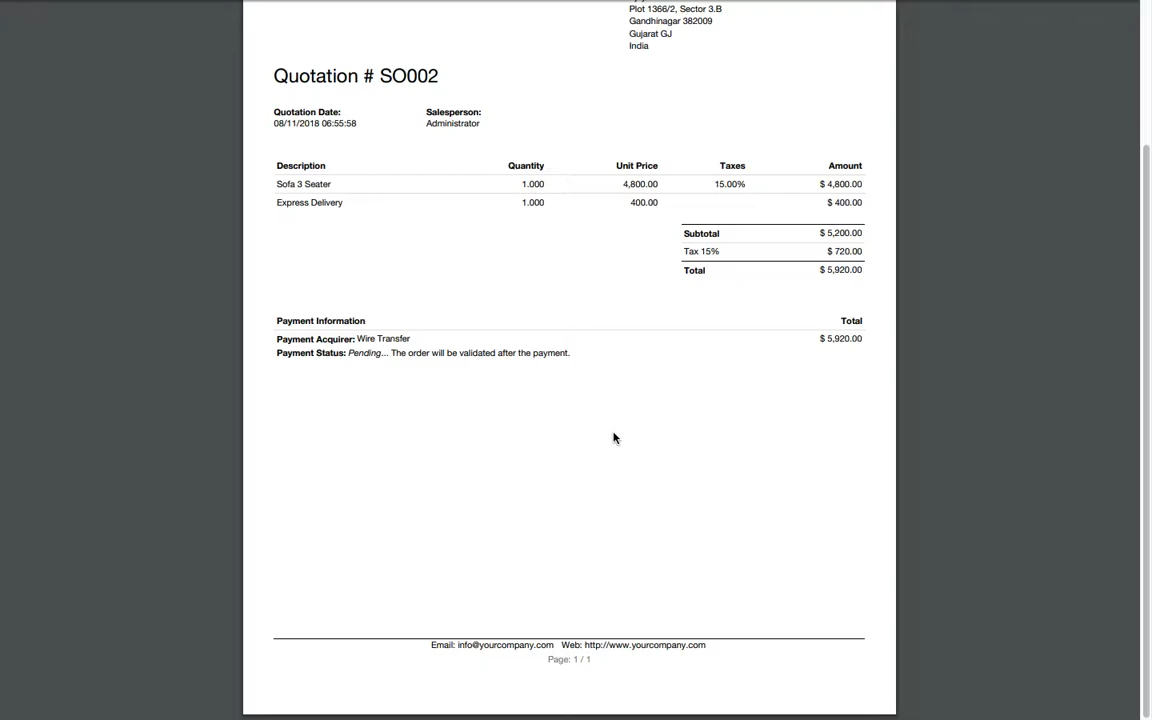 Plot 1366/2, Sector 3.B
Gandhinagar 382009
Gujarat GJ
India
Quotation # SO002
Quotation Date: Salesperson:
08/11/2018 06:55:58 Administrator
Description Quantity Unit Price Taxes Amount
Sofa 3 Seater 1.000 4,800.00 15.00% $ 4,800.00
Express Delivery 1.000 400.00 $ 400.00
Subtotal $ 5,200.00
Tax 15% $ 720.00
Total $ 5,920.00
Payment Information Total
Payment Acquirer: Wire Transfer $ 5,920.00
Payment Status: Pending... The order will be validated after the payment.
Email: info@yourcompany.com Web: http://www.yourcompany.com
Page: 1 / 1